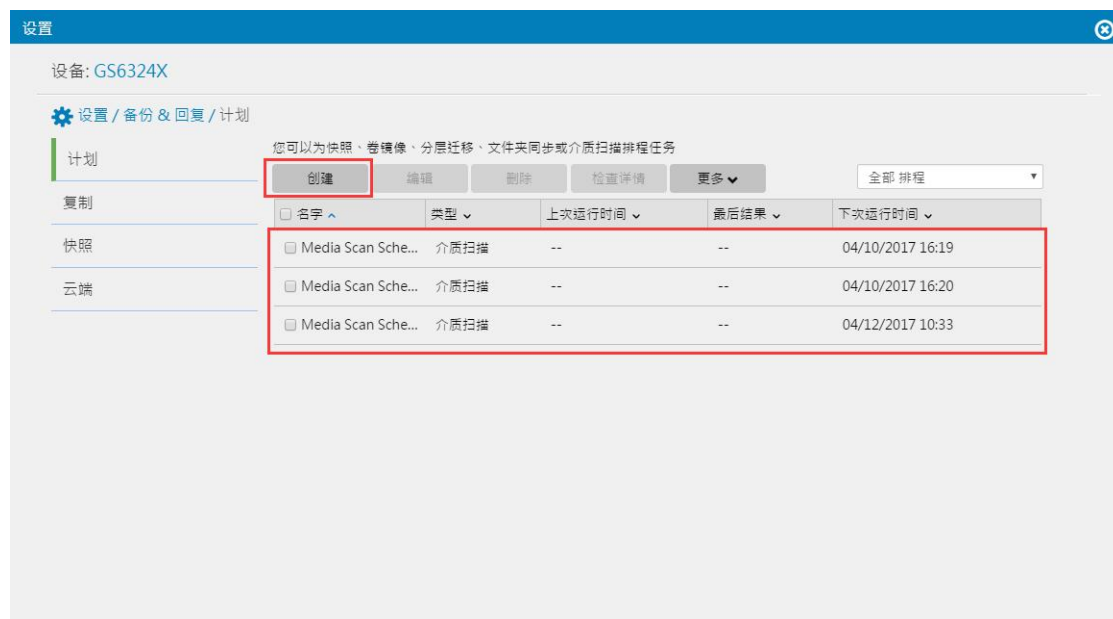 设置
设备: GS6324X
设置 / 备份 & 回复 / 计划
计划
复制
快照
云端
您可以为快照、卷镜像、分层迁移、文件夹同步或介质扫描排程任务
创建 编辑 删除 检查详情 更多 全部 排程
名字 类型 上次运行时间 最后结果 下次运行时间
Media Scan Sche... 介质扫描 -- -- 04/10/2017 16:19
Media Scan Sche... 介质扫描 -- -- 04/10/2017 16:20
Media Scan Sche... 介质扫描 -- -- 04/12/2017 10:33